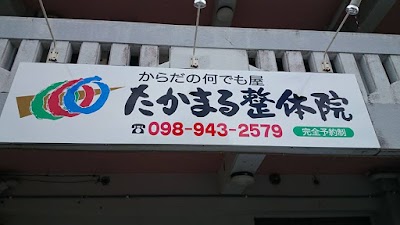 からだの何でも屋
たかまる整体院
☎098-943-2579 完全予約制